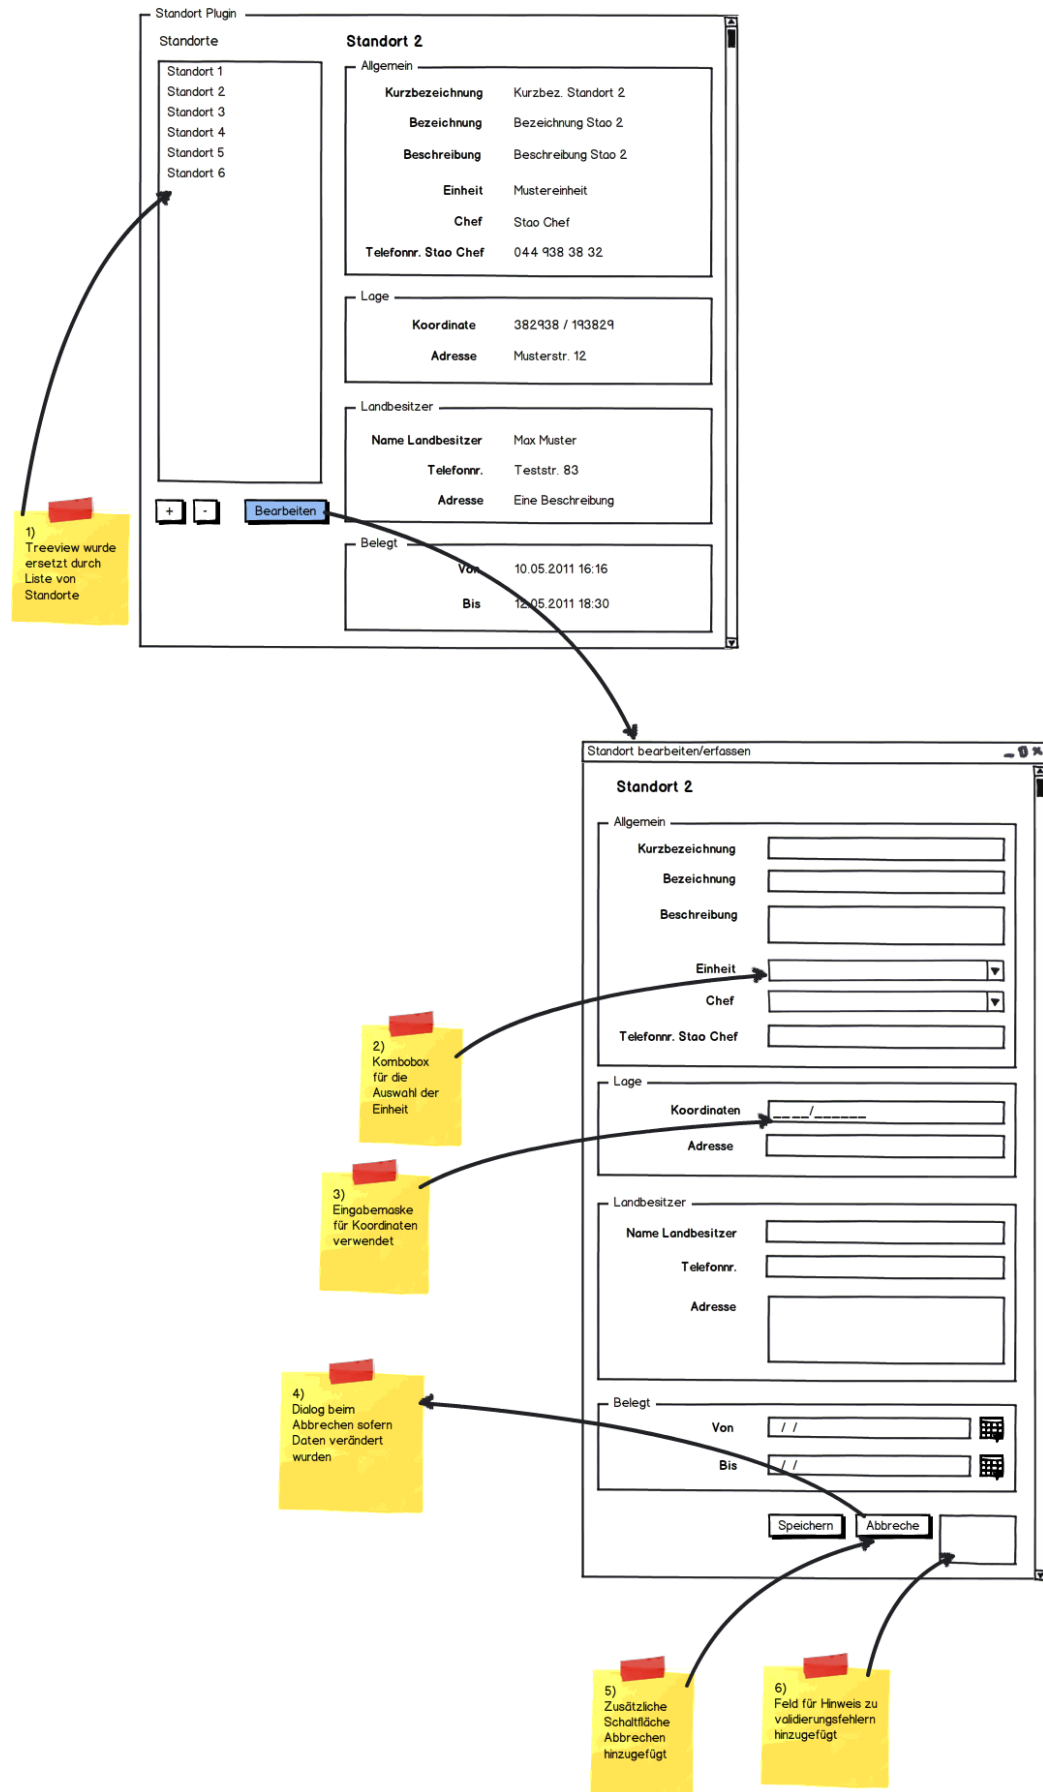 Standort Plugin
Standorte
Standort 1
Standort 2
Standort 3
Standort 4
Standort 5
Standort 6
+
-
Bearbeiten
Standort 2
Allgemein
Kurzbezeichnung Kurzbez. Standort 2
Bezeichnung Bezeichnung Stao 2
Beschreibung Beschreibung Stao 2
Einheit Mustereinheit
Chef Stao Chef
Telefonnr. Stao Chef 044 938 38 32
Lage
Koordinate 382938 / 193829
Adresse Musterstr. 12
Landbesitzer
Name Landbesitzer Max Muster
Telefonnr. Teststr. 83
Adresse Eine Beschreibung
Belegt
Von 10.05.2011 16:16
Bis 12.05.2011 18:30
1)
Treeview wurde
ersetzt durch
Liste von
Standorte
Standort bearbeiten/erfassen
Standort 2
Allgemein
Kurzbezeichnung
Bezeichnung
Beschreibung
Einheit
Chef
Telefonnr. Stao Chef
Lage
Koordinaten __ __/______
Adresse
Landbesitzer
Name Landbesitzer
Telefonnr.
Adresse
Belegt
Von / /
Bis / /
Speichern
Abbreche
2)
Kombobox
für die
Auswahl der
Einheit
3)
Eingabemaske
für Koordinaten
verwendet
4)
Dialog beim
Abbrechen sofern
Daten verändert
wurden
5)
Zusätzliche
Schaltfläche
Abbrechen
hinzugefügt
6)
Feld für Hinweis zu
validierungsfehlern
hinzugefügt